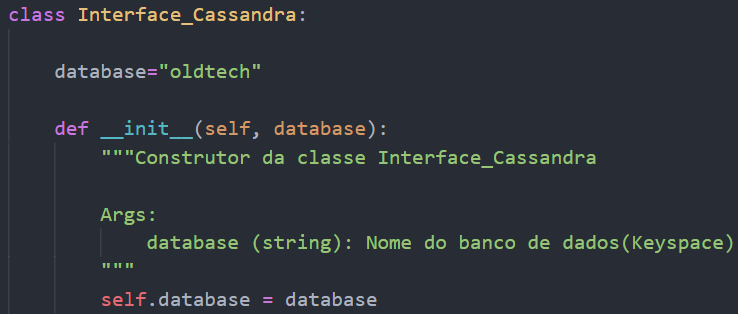 class Interface_Cassandra:
database="oldtech"
def __init__(self, database):
"""Construtor da classe Interface_Cassandra
Args:
database (string): Nome do banco de dados(Keyspace)
"""
self.database = database